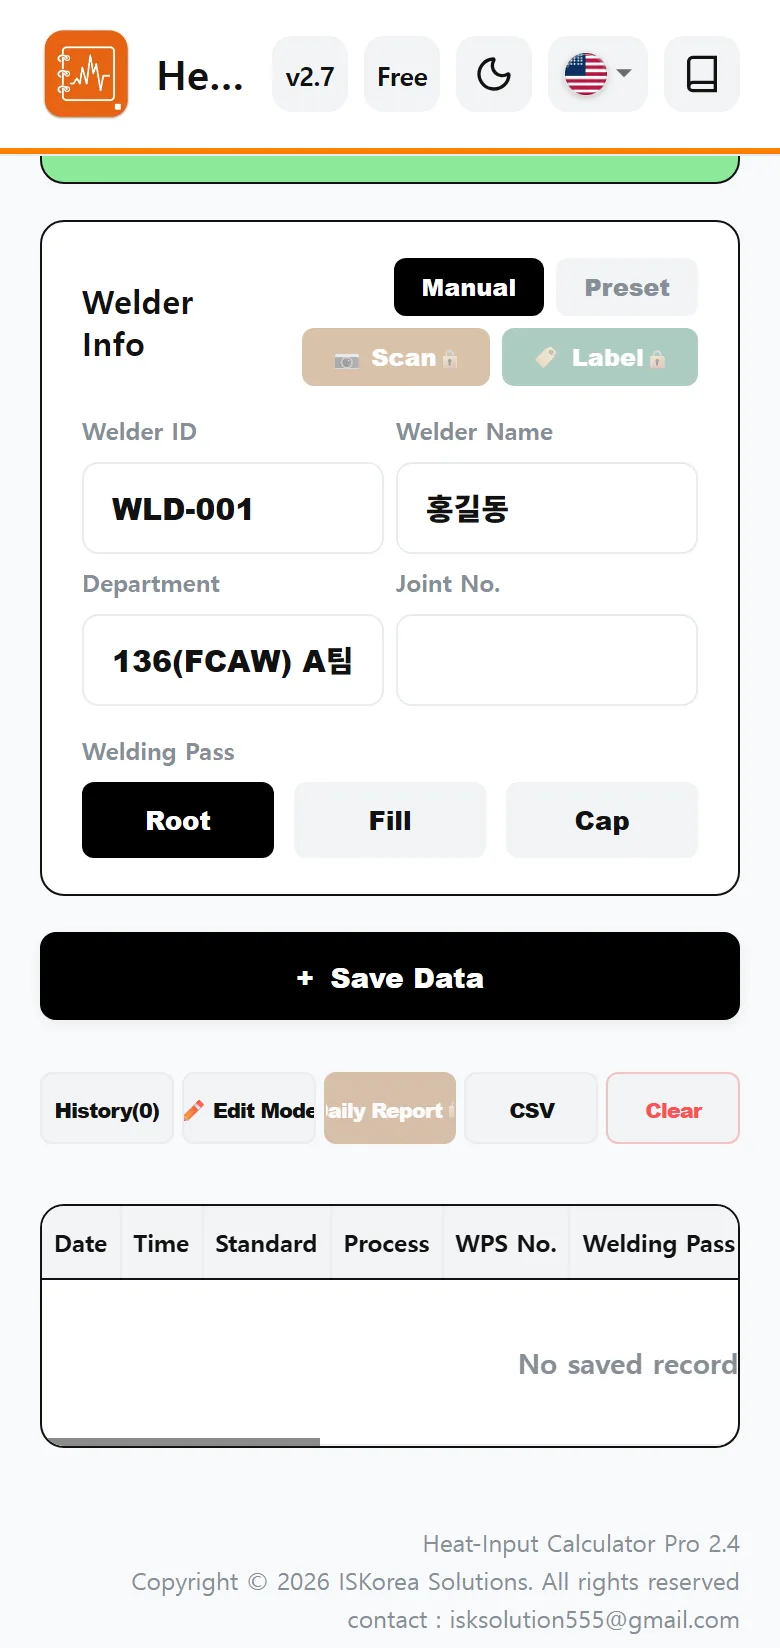 He...
v2.7
Free
Welder
Info
Manual
Preset
Scan
Label
Welder ID
Welder Name
WLD-001
홍길동
Department
Joint No.
136(FCAW) A팀
Welding Pass
Root
Fill
Cap
+ Save Data
History(0)
Edit Mode
aily Report
CSV
Clear
Date
Time
Standard
Process
WPS No.
Welding Pass
No saved record
Heat-Input Calculator Pro 2.4
Copyright © 2026 ISKorea Solutions. All rights reserved
contact : isksolution555@gmail.com